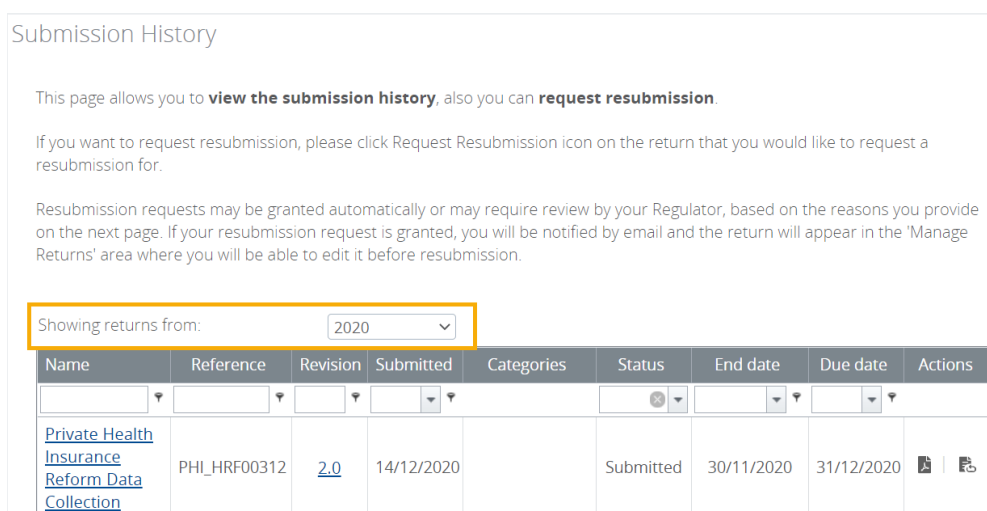 Submission History
This page allows you to view the submission history, also you can request resubmission.
If you want to request resubmission, please click Request Resubmission icon on the return that you would like to request a
resubmission for.
Resubmission requests may be granted automatically or may require review by your Regulator, based on the reasons you provide
on the next page. If your resubmission request is granted, you will be notified by email and the return will appear in the 'Manage
Returns' area where you will be able to edit it before resubmission.
Showing returns from: 2020
Name Reference Revision Submitted Categories Status End date Due date Actions
Private Health
Insurance
Reform Data
Collection
PHI_HRF00312 2.0 14/12/2020 Submitted 30/11/2020 31/12/2020